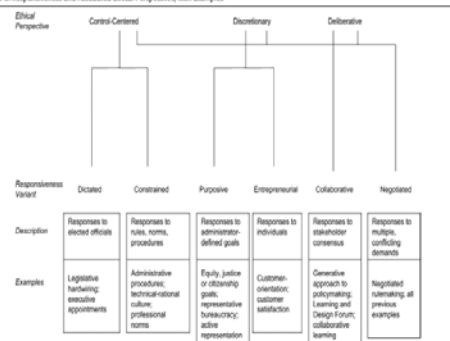 Ethical
Perspective
Control-Centered
Discretionary
Deliberative
Responsiveness
Variant
Dictated
Constrained
Purposive
Entrepreneurial
Collaborative
Negotiated
Description
Responses to
elected officials
Responses to
rules, norms,
procedures
Responses to
administrator-
defined goals
Responses to
individuals
Responses to
stakeholder
consensus
Responses to
multiple,
conflicting
demands
Examples
Legislative
hardwiring;
executive
appointments
Administrative
procedures;
technical-rational
culture;
professional
norms
Equity, justice
or citizenship
goals;
representative
bureaucracy;
active
representation
Customer-
orientation;
customer
satisfaction
Generative
approach to
policymaking;
Learning and
Design Forum;
collaborative
learning
Negotiated
rulemaking; all
previous
examples